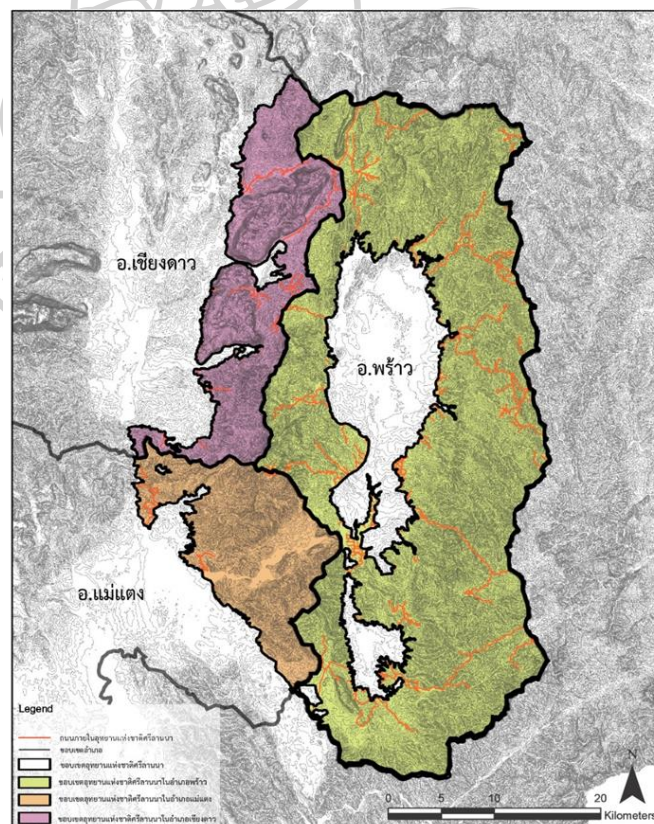 อ.เชียงดาว
อ.พร้าว
อ.แม่แตง
Legend
ถนนภายในอุทยานแห่งชาติศรีลานนา
ขอบเขตอำเภอ
ขอบเขตอุทยานแห่งชาติศรีลานนา
ขอบเขตอุทยานแห่งชาติศรีลานนาในอำเภอพร้าว
ขอบเขตอุทยานแห่งชาติศรีลานนาในอำเภอแม่แตง
ขอบเขตอุทยานแห่งชาติศรีลานนาในอำเภอเชียงดาว
N
0 5 10 20
Kilometers